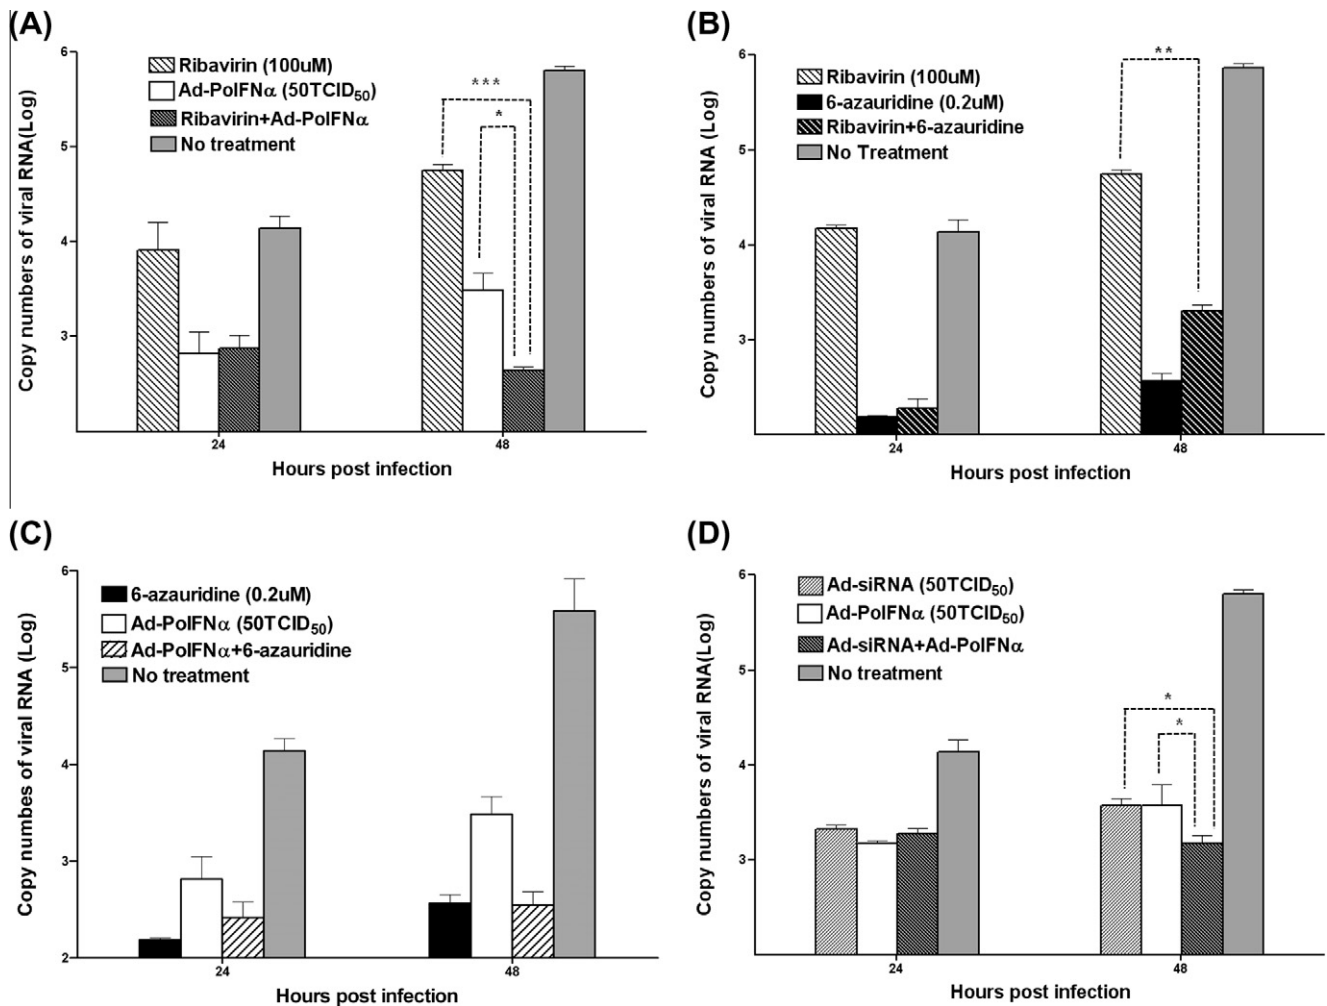 (A)
6
5
4
3
Copy numbers of viral RNA(Log)
Ribavirin (100uM)
Ad-PoIFNα (50TCID50)
Ribavirin+Ad-PoIFNα
No treatment
***
*
24
48
Hours post infection
(B)
6
5
4
3
Copy numbers of viral RNA (Log)
Ribavirin (100uM)
6-azauridine (0.2uM)
Ribavirin+6-azauridine
No Treatment
**
24
48
Hours post infection
(C)
6
5
4
3
2
Copy numbes of viral RNA (Log)
6-azauridine (0.2uM)
Ad-PoIFNα (50TCID50)
Ad-PoIFNα+6-azauridine
No treatment
24
48
Hours post infection
(D)
6
5
4
3
Copy numbers of viral RNA(Log)
Ad-siRNA (50TCID50)
Ad-PoIFNα (50TCID50)
Ad-siRNA+Ad-PoIFNα
No treatment
*
*
24
48
Hours post infection